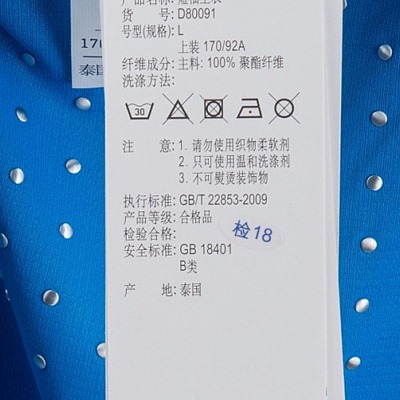 货 号: D80091
号型(规格): L
上装 170/92A
纤维成分: 主料: 100% 聚酯纤维
洗涤方法:
30
注 意: 1. 请勿使用织物柔软剂
2. 只可使用温和洗涤剂
3. 不可熨烫装饰物
执行标准: GB/T 22853-2009
产品等级: 合格品
检验合格:
检18
安全标准: GB 18401
B类
产 地: 泰国